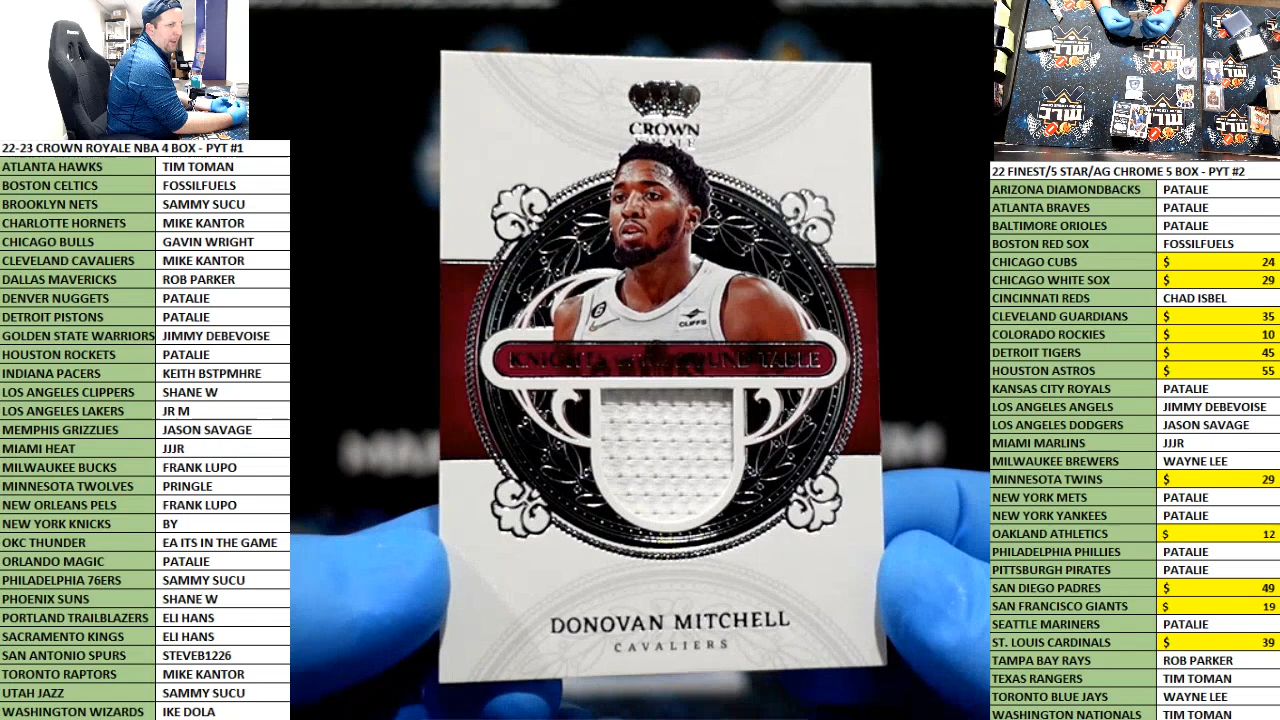 22-23 CROWN ROYALE NBA 4 BOX - PYT #1
ATLANTA HAWKS TIM TOMAN
BOSTON CELTICS FOSSILFUELS
BROOKLYN NETS SAMMY SUCU
CHARLOTTE HORNETS MIKE KANTOR
CHICAGO BULLS GAVIN WRIGHT
CLEVELAND CAVALIERS MIKE KANTOR
DALLAS MAVERICKS ROB PARKER
DENVER NUGGETS PATALIE
DETROIT PISTONS PATALIE
GOLDEN STATE WARRIORS JIMMY DEBEVOISE
HOUSTON ROCKETS PATALIE
INDIANA PACERS KEITH BSTPMHRE
LOS ANGELES CLIPPERS SHANE W
LOS ANGELES LAKERS JR M
MEMPHIS GRIZZLIES JASON SAVAGE
MIAMI HEAT JJJR
MILWAUKEE BUCKS FRANK LUPO
MINNESOTA TWOLVES PRINGLE
NEW ORLEANS PELS FRANK LUPO
NEW YORK KNICKS BY
OKC THUNDER EA ITS IN THE GAME
ORLANDO MAGIC PATALIE
PHILADELPHIA 76ERS SAMMY SUCU
PHOENIX SUNS SHANE W
PORTLAND TRAILBLAZERS ELI HANS
SACRAMENTO KINGS ELI HANS
SAN ANTONIO SPURS STEVEB1226
TORONTO RAPTORS MIKE KANTOR
UTAH JAZZ SAMMY SUCU
WASHINGTON WIZARDS IKE DOLA
CROWN
6
CLIFFS
KNIGHTS OF THE ROUND TABLE
DONOVAN MITCHELL
CAVALIERS
22 FINEST/5 STAR/AG CHROME 5 BOX - PYT #2
ARIZONA DIAMONDBACKS PATALIE
ATLANTA BRAVES PATALIE
BALTIMORE ORIOLES PATALIE
BOSTON RED SOX FOSSILFUELS
CHICAGO CUBS $ 24
CHICAGO WHITE SOX $ 29
CINCINNATI REDS CHAD ISBEL
CLEVELAND GUARDIANS $ 35
COLORADO ROCKIES $ 10
DETROIT TIGERS $ 45
HOUSTON ASTROS $ 55
KANSAS CITY ROYALS PATALIE
LOS ANGELES ANGELS JIMMY DEBEVOISE
LOS ANGELES DODGERS JASON SAVAGE
MIAMI MARLINS JJJR
MILWAUKEE BREWERS WAYNE LEE
MINNESOTA TWINS $ 29
NEW YORK METS PATALIE
NEW YORK YANKEES PATALIE
OAKLAND ATHLETICS $ 12
PHILADELPHIA PHILLIES PATALIE
PITTSBURGH PIRATES PATALIE
SAN DIEGO PADRES $ 49
SAN FRANCISCO GIANTS $ 19
SEATTLE MARINERS PATALIE
ST. LOUIS CARDINALS $ 39
TAMPA BAY RAYS ROB PARKER
TEXAS RANGERS TIM TOMAN
TORONTO BLUE JAYS WAYNE LEE
WASHINGTON NATIONALS TIM TOMAN